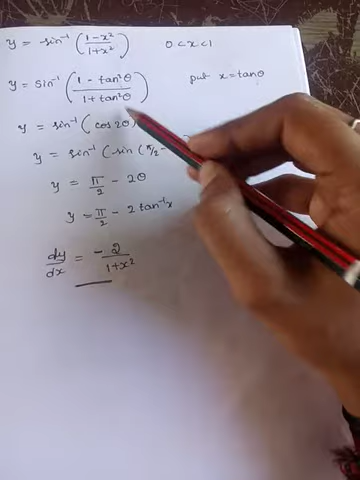 y = sin⁻¹ (1-x²/1+x²) 0<x<1
y = sin⁻¹ (1 - tan²θ/1 + tan²θ) put x = tanθ
y = sin⁻¹ (cos 2θ)
y = sin⁻¹ (sin (π/2 -
y = π/2 - 2θ
y = π/2 - 2 tan⁻¹x
dy/dx = -2/1+x²